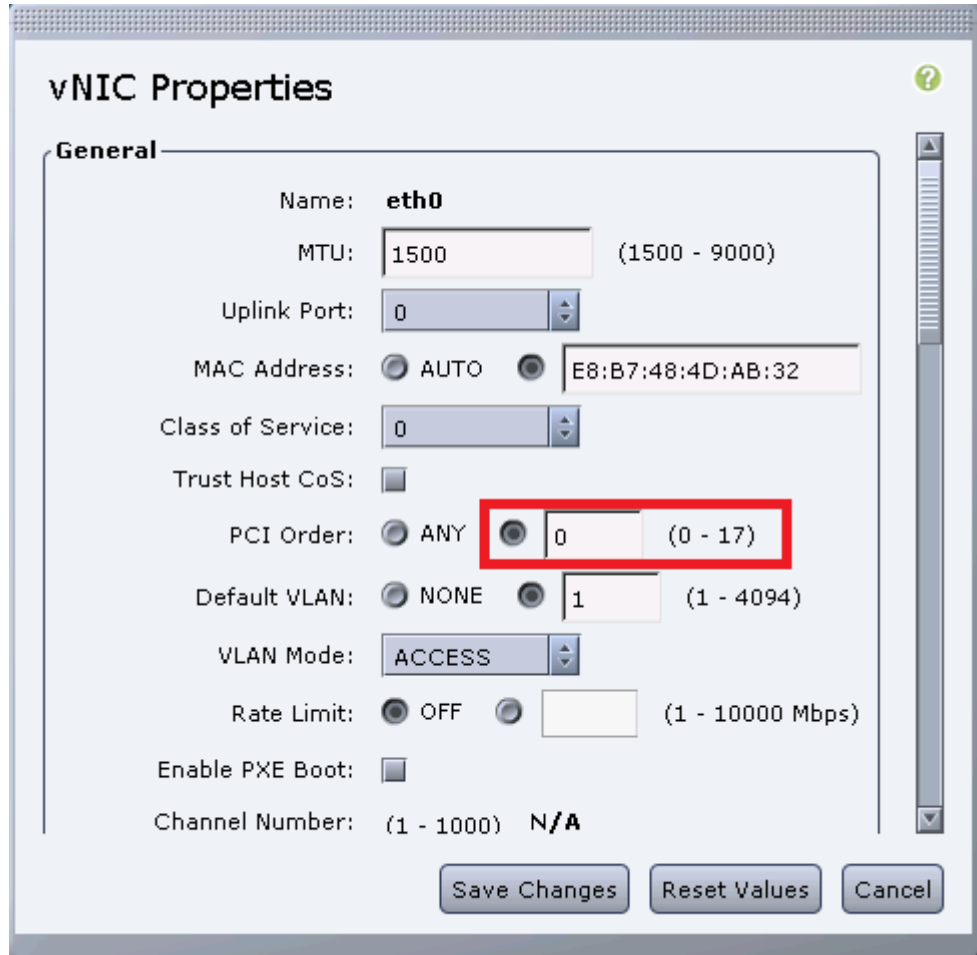 vNIC Properties
?
General
Name: eth0
MTU: 1500 (1500 - 9000)
Uplink Port: 0
MAC Address: AUTO E8:B7:48:4D:AB:32
Class of Service: 0
Trust Host CoS:
PCI Order: ANY 0 (0 - 17)
Default VLAN: NONE 1 (1 - 4094)
VLAN Mode: ACCESS
Rate Limit: OFF (1 - 10000 Mbps)
Enable PXE Boot:
Channel Number: (1 - 1000) N/A
Save Changes Reset Values Cancel